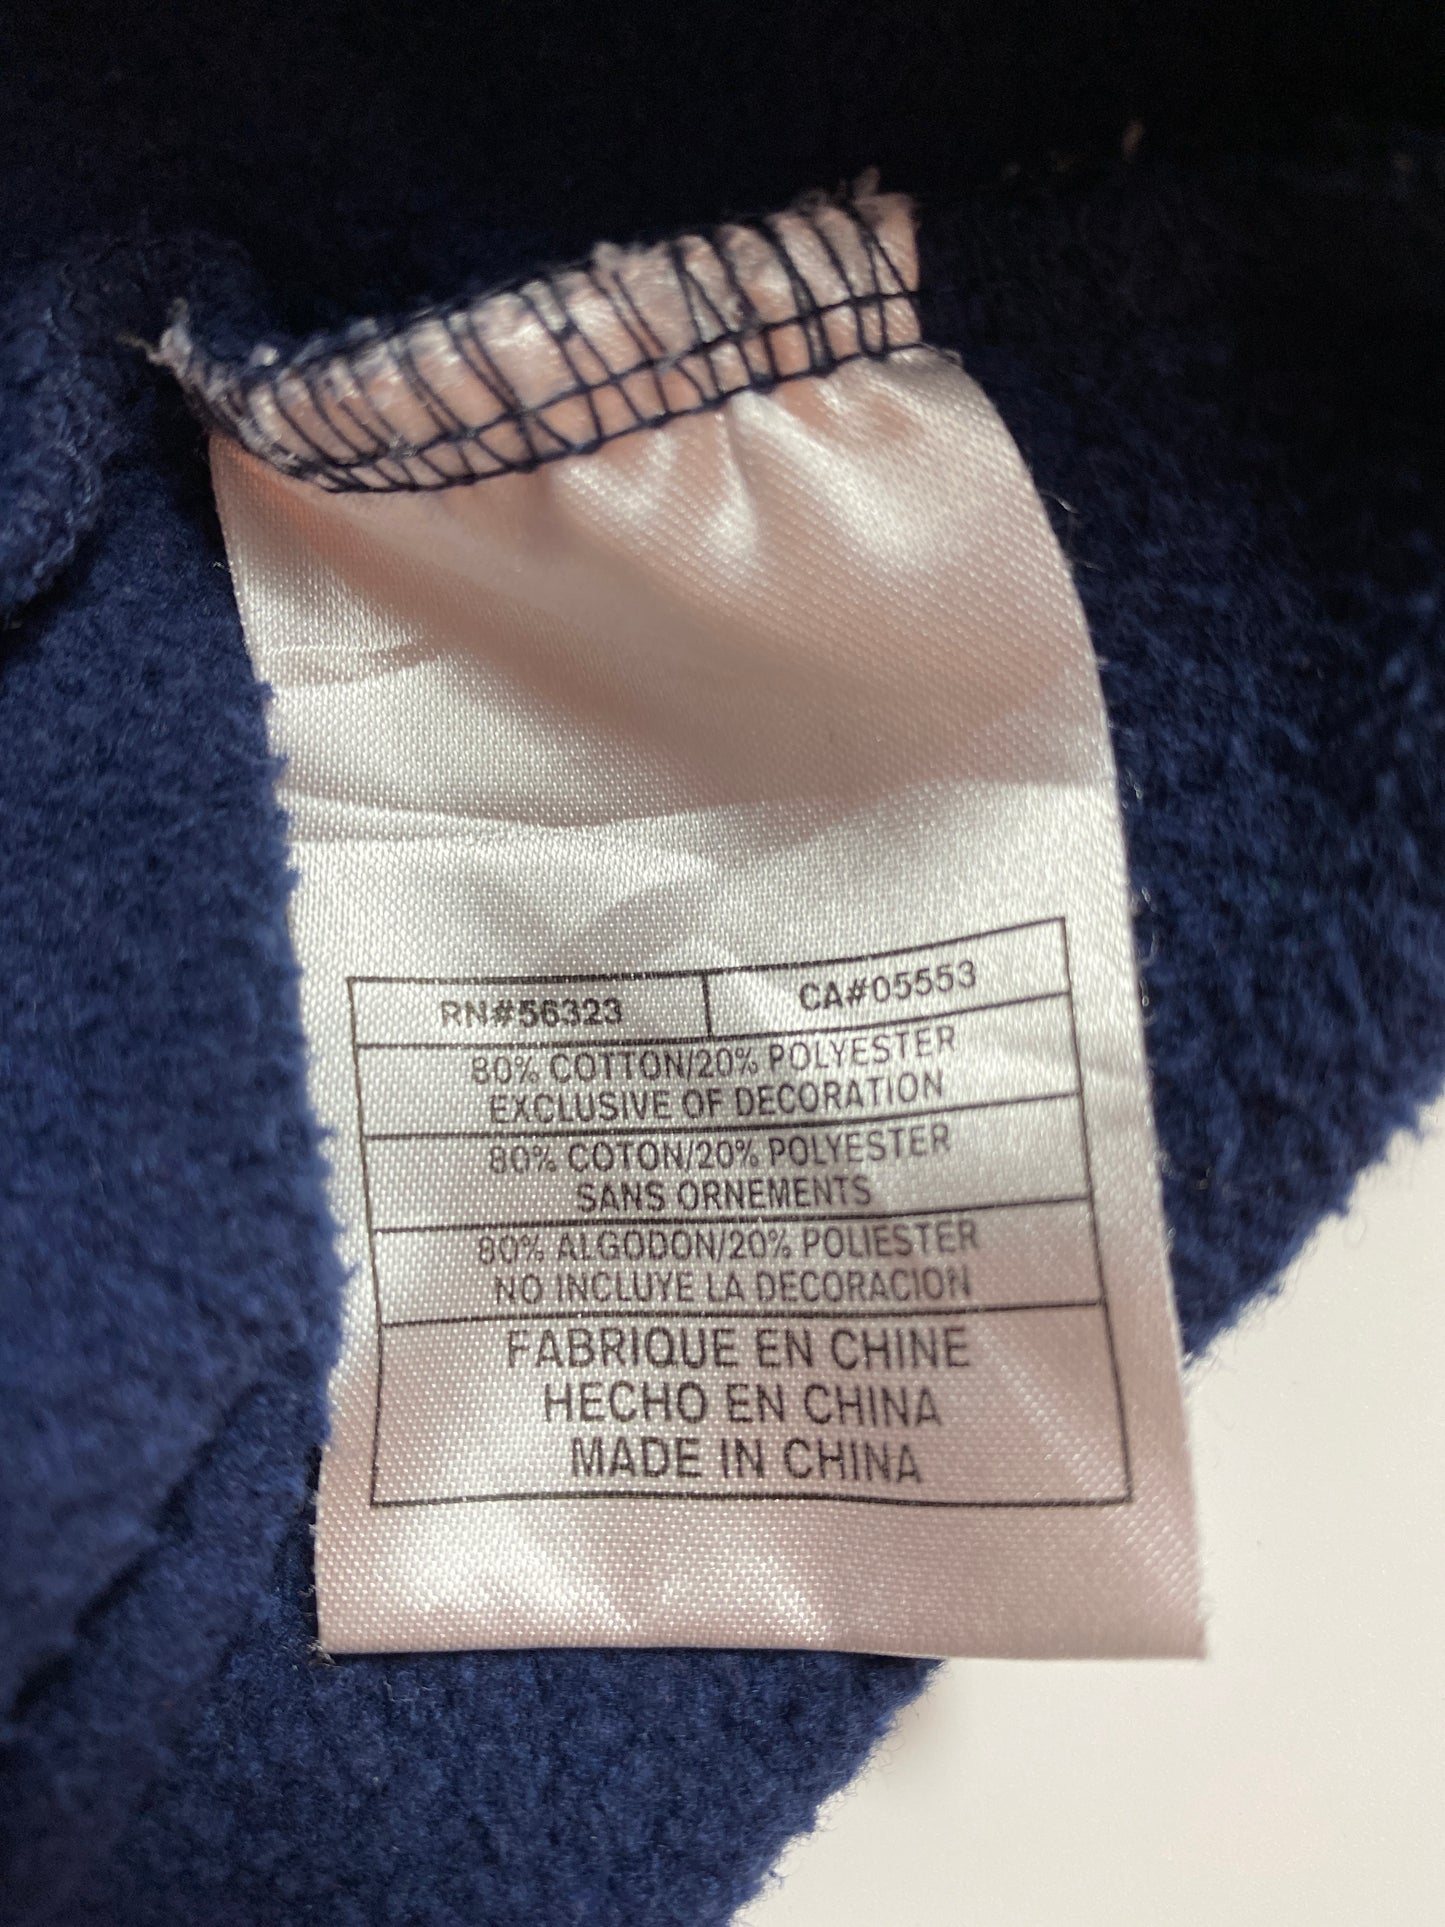 RN#56323 CA#05553
80% COTTON/20% POLYESTER
EXCLUSIVE OF DECORATION
80% COTON/20% POLYESTER
SANS ORNEMENTS
80% ALGODON/20% POLIESTER
NO INCLUYE LA DECORACION
FABRIQUE EN CHINE
HECHO EN CHINA
MADE IN CHINA